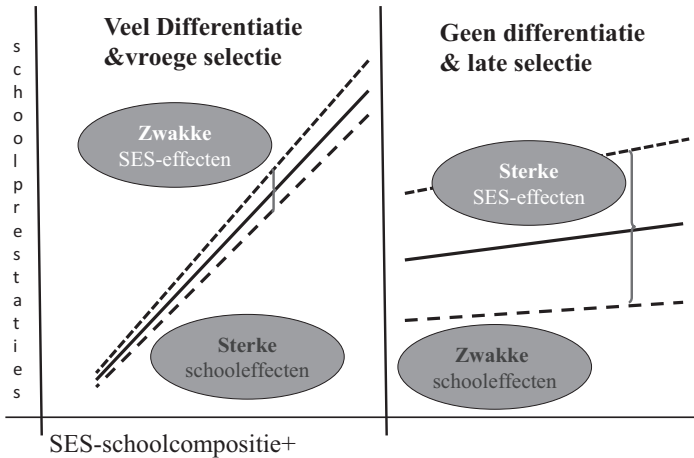 Veel Differentiatie
&vroege selectie
Geen differentiatie
& late selectie
schoolprestaties
Zwakke
SES-effecten
Sterke
SES-effecten
Sterke
schooleffecten
Zwakke
schooleffecten
SES-schoolcompositie+